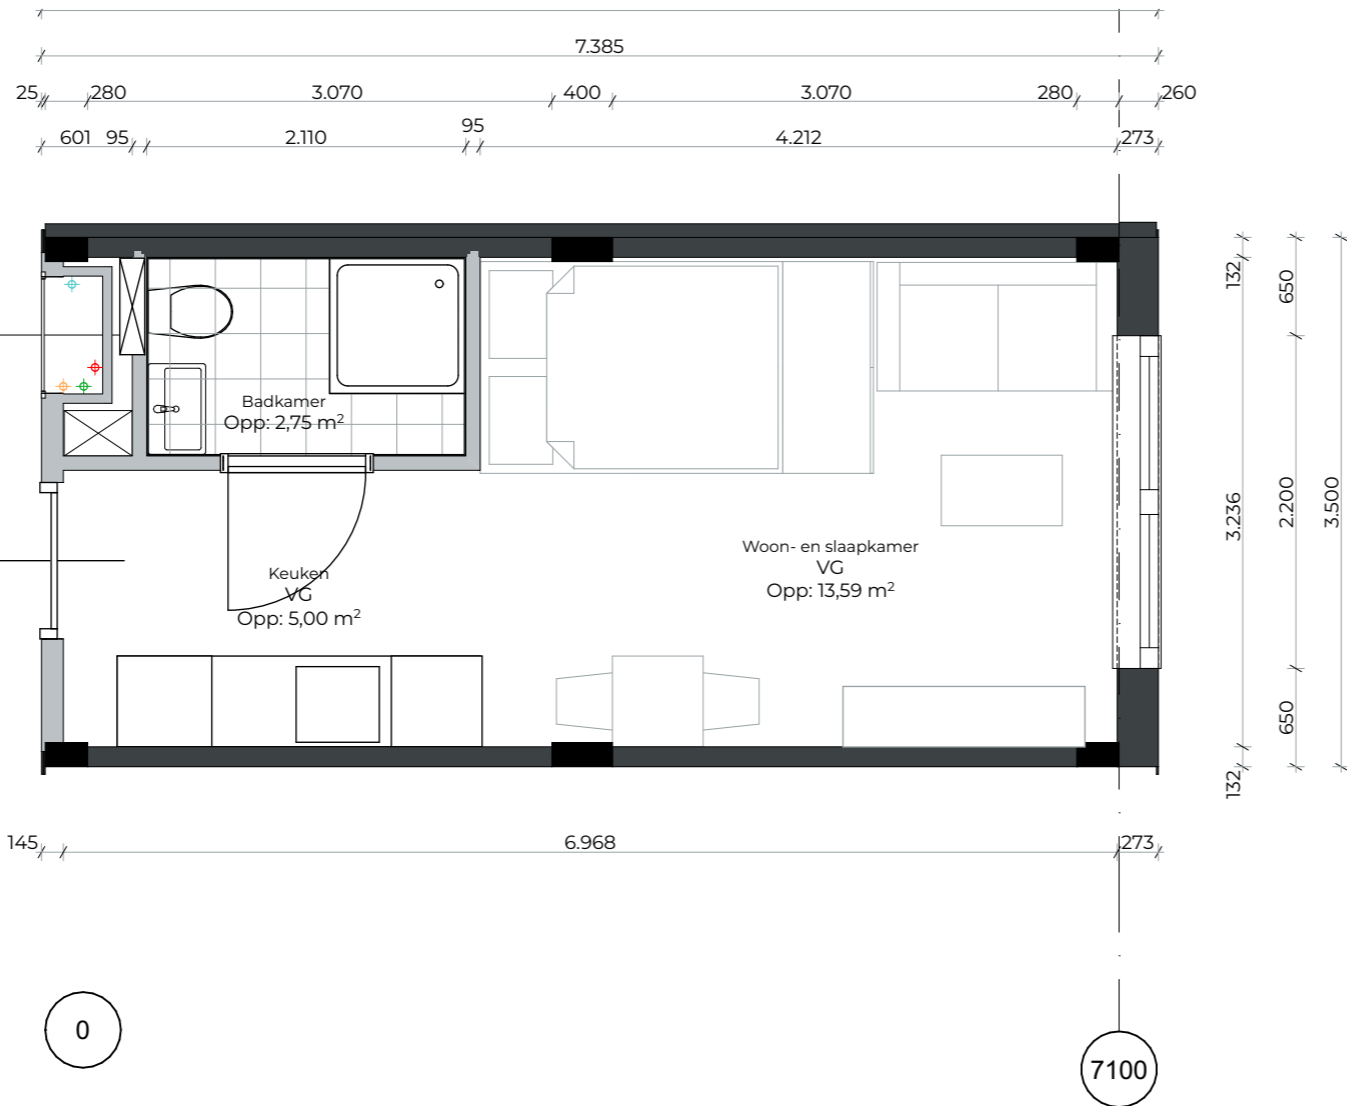 7.385
25 280 3.070 400 3.070 280 260
601 95 2.110 95 4.212 273
Badkamer
Opp: 2,75 m²
Keuken
VG
Opp: 5,00 m²
Woon- en slaapkamer
VG
Opp: 13,59 m²
132
3.236
132
650
2.200
650
3.500
145 6.968 273
0
7100